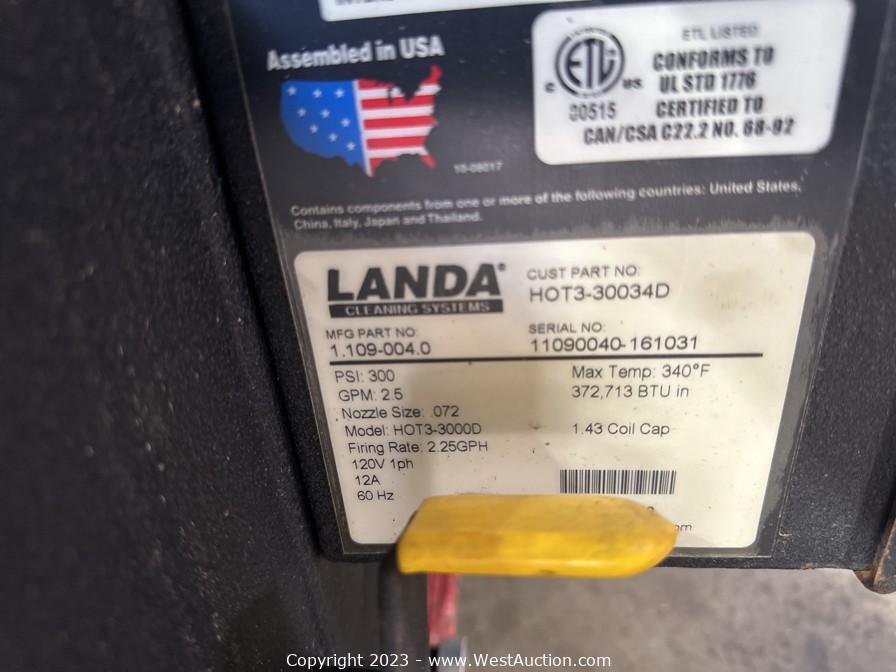 Assembled in USA
10-08017
ETL LISTED
CONFORMS TO
UL STD 1776
CERTIFIED TO
CAN/CSA C22.2 NO. 68-92
C ETL US
00515
Contains components from one or more of the following countries: United States,
China, Italy, Japan and Thailand.
LANDA®
CLEANING SYSTEMS
CUST PART NO:
HOT3-30034D
MFG PART NO:
1.109-004.0
SERIAL NO:
11090040-161031
PSI: 300
GPM: 2.5
Nozzle Size: .072
Model: HOT3-3000D
Firing Rate: 2.25GPH
120V 1ph
12A
60 Hz
Max Temp: 340°F
372,713 BTU in
1.43 Coil Cap
Copyright 2023 - www.WestAuction.com